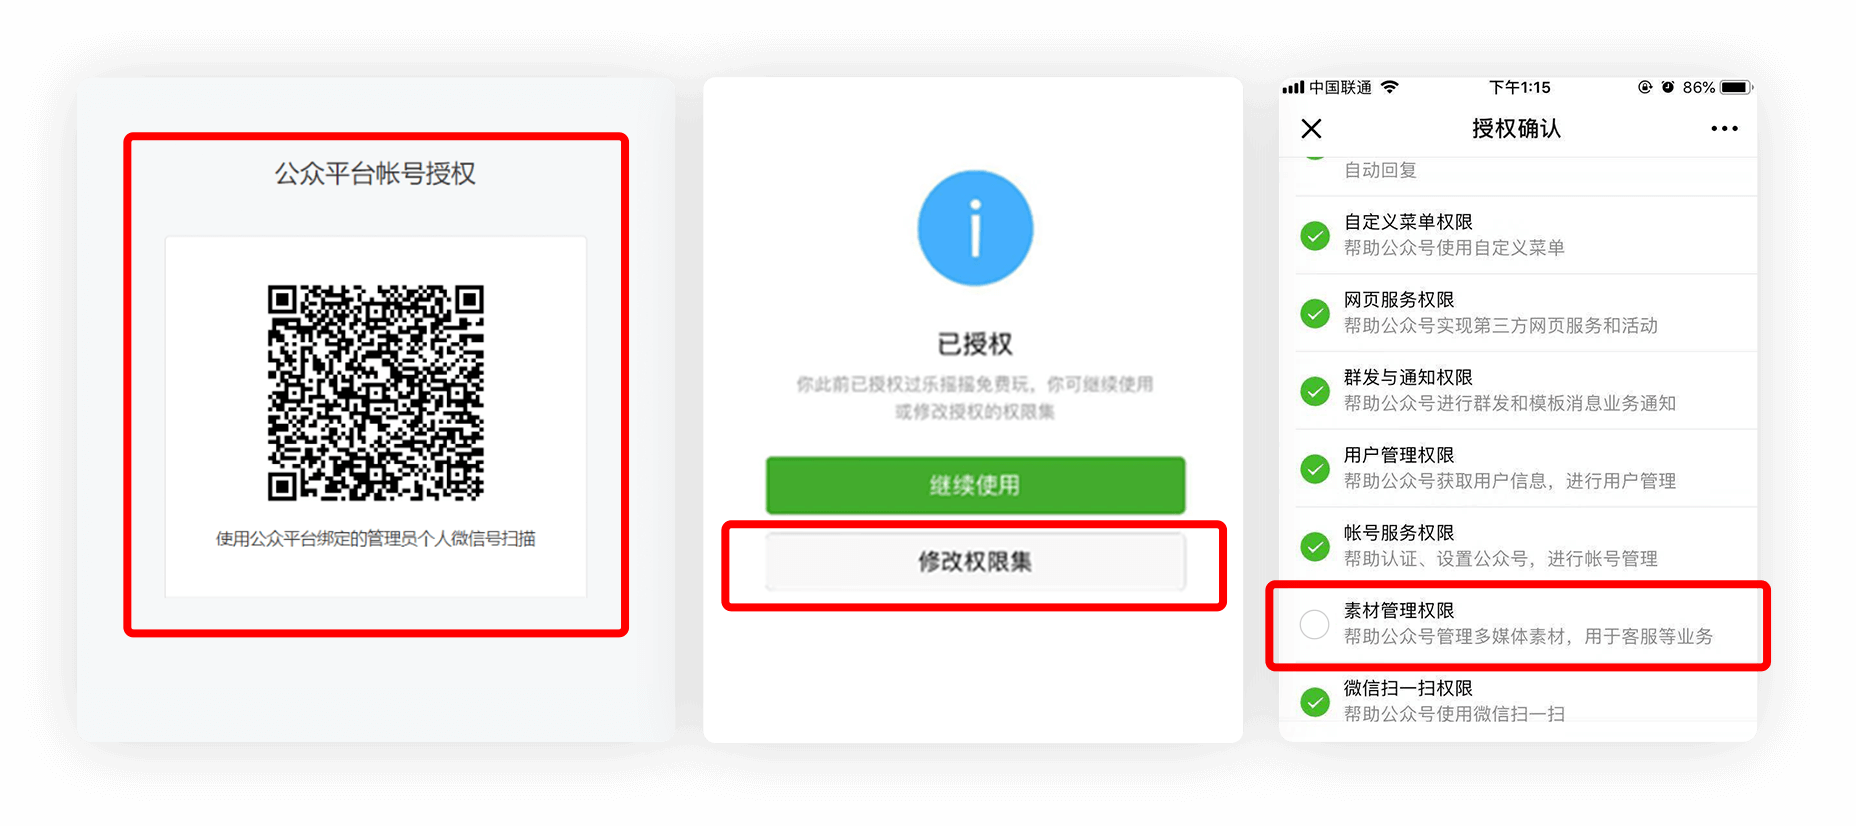 公众平台帐号授权
使用公众平台绑定的管理员个人微信号扫描
已授权
你此前已授权过乐摇摇免费玩，你可继续使用
或修改授权的权限集
继续使用
修改权限集
中国联通 下午1:15 86%
授权确认
自动回复
自定义菜单权限
帮助公众号使用自定义菜单
网页服务权限
帮助公众号实现第三方网页服务和活动
群发与通知权限
帮助公众号进行群发和模板消息业务通知
用户管理权限
帮助公众号获取用户信息，进行用户管理
帐号服务权限
帮助认证、设置公众号，进行帐号管理
素材管理权限
帮助公众号管理多媒体素材，用于客服等业务
微信扫一扫权限
帮助公众号使用微信扫一扫